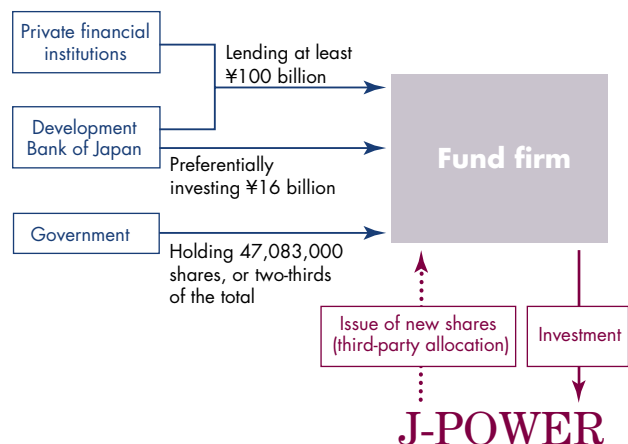 Private financial
institutions
Lending at least
¥100 billion
Development
Bank of Japan
Fund firm
Preferentially
investing ¥16 billion
Government
Holding 47,083,000
shares, or two-thirds
of the total
Issue of new shares
(third-party allocation)
Investment
J-POWER